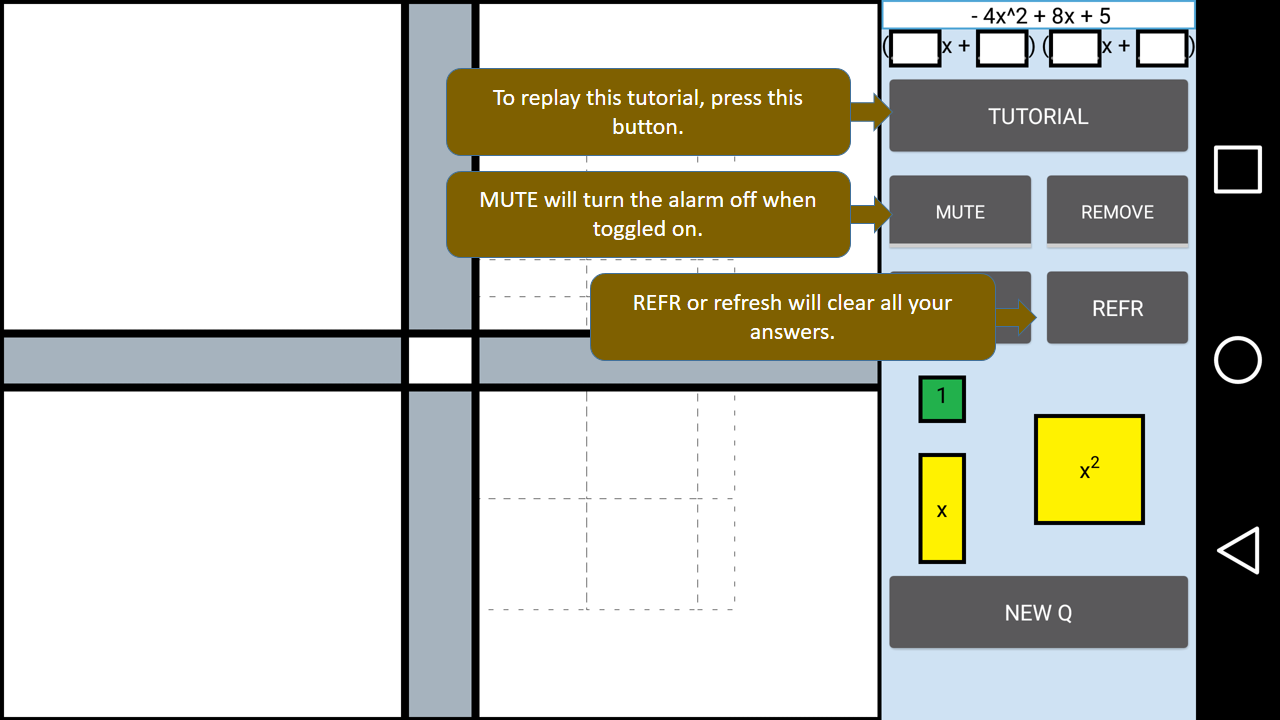 - 4x^2 + 8x + 5
( x + ) ( x + )
To replay this tutorial, press this
button.
TUTORIAL
MUTE will turn the alarm off when
toggled on.
MUTE
REMOVE
REFR or refresh will clear all your
answers.
REFR
1
x
x²
NEW Q